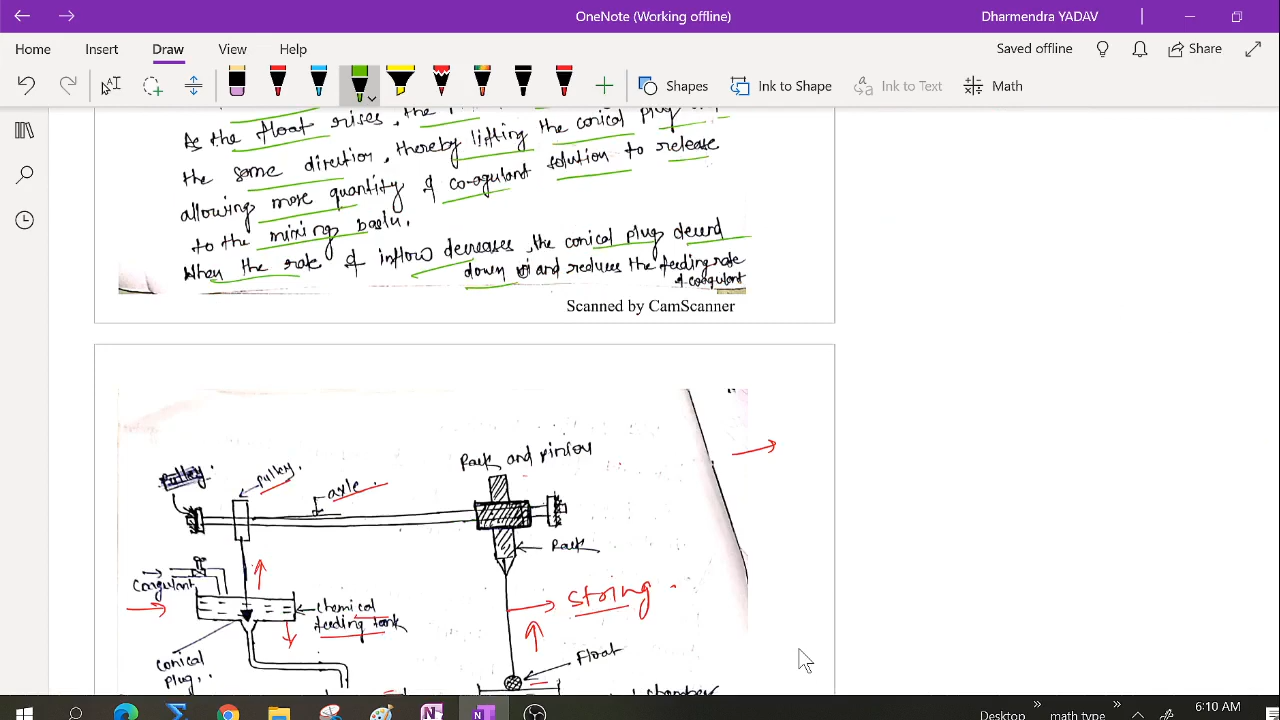 OneNote (Working offline)
Dharmendra YADAV
Home Insert Draw View Help
Saved offline Share
Shapes Ink to Shape Ink to Text Math
As the float rises, the
the same direction, thereby lifting the conical plug
allowing more quantity of co-agulant solution to release
to the mixing basin.
When the rate of inflow decreases, the conical plug decend
down and reduces the feeding rate
of coagulant
Scanned by CamScanner
Rack and pinion
Pulley.
pulley.
axle.
Rack
Coagulant
string.
chemical
feeding tank
Float
conical
plug.
chamber
Desktop
math type
6:10 AM